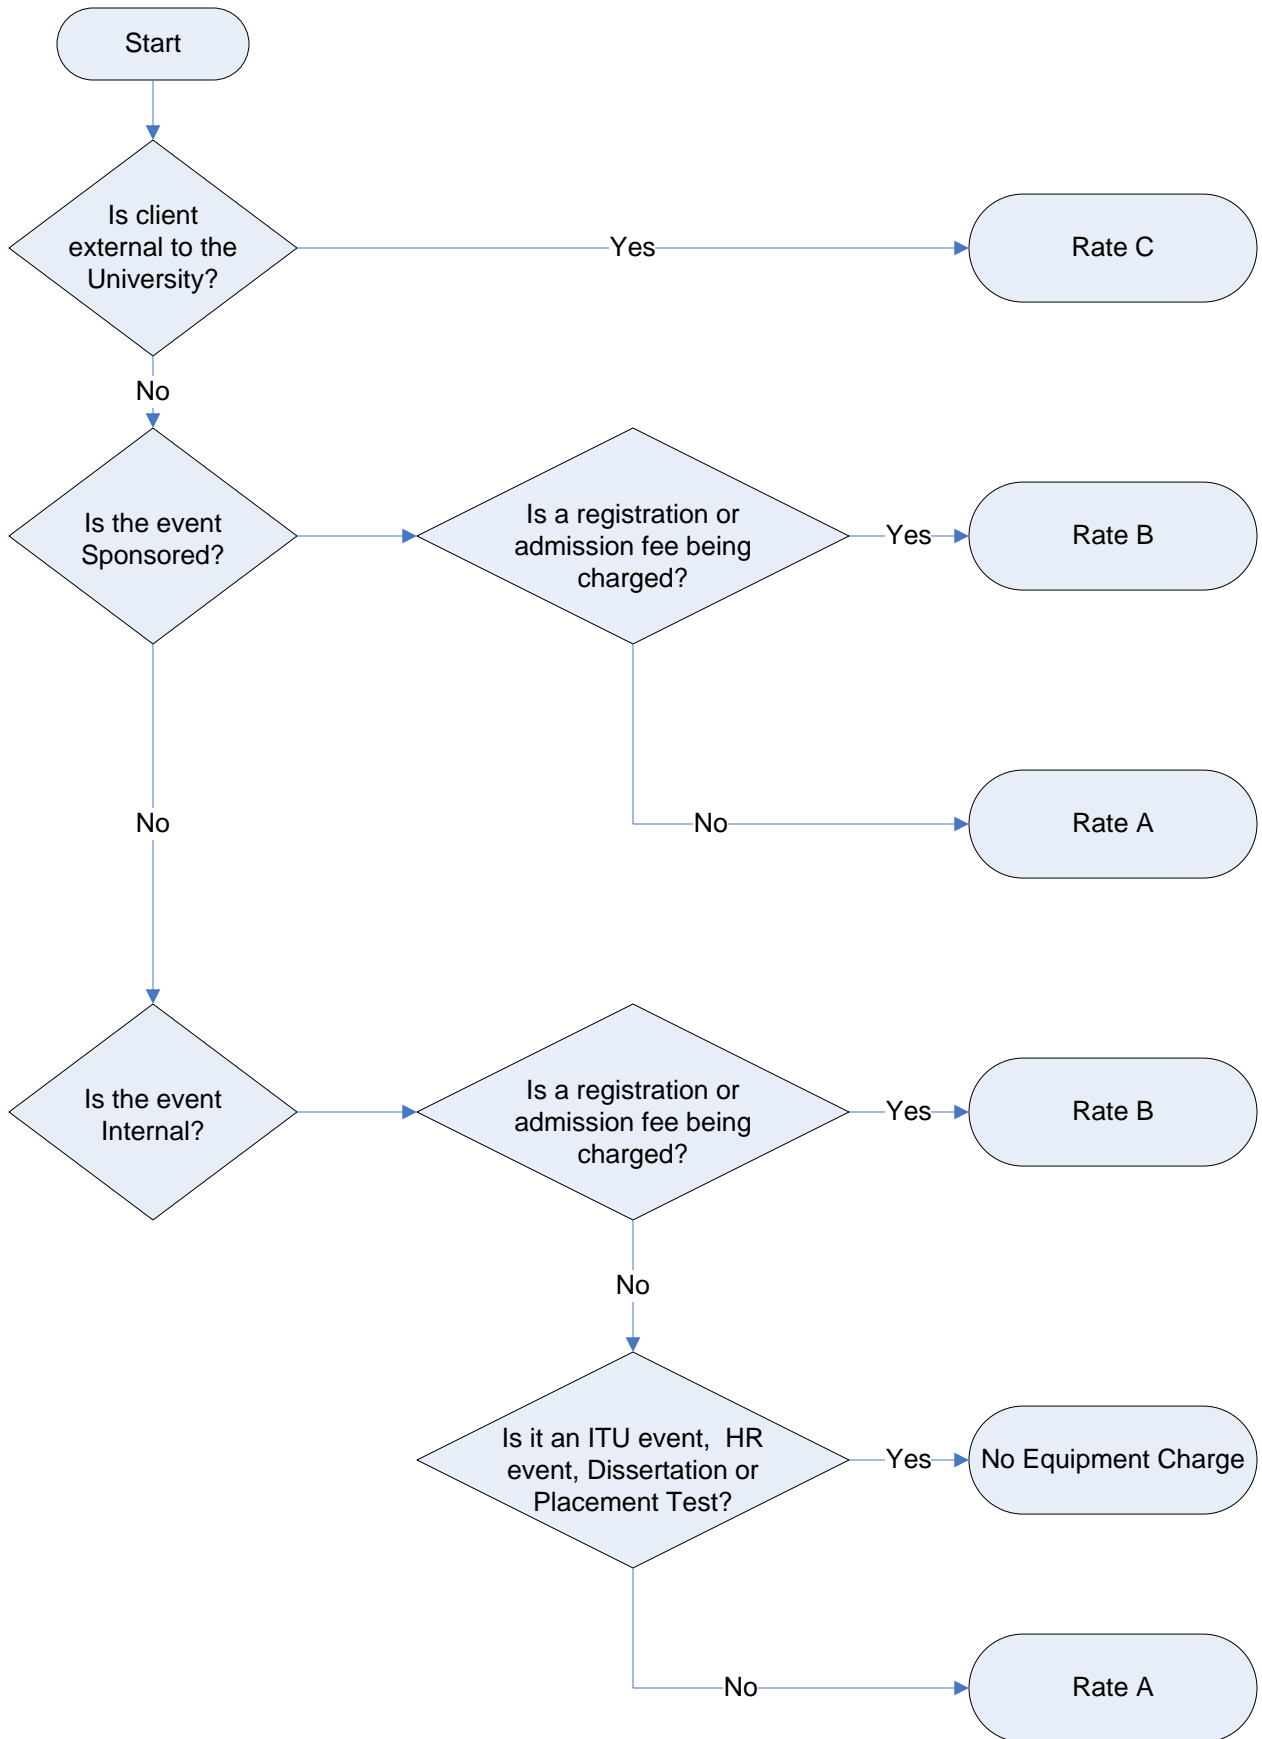 Start
Is client
external to the
University?
Yes
Rate C
No
Is the event
Sponsored?
Is a registration or
admission fee being
charged?
Yes
Rate B
No
Rate A
No
Is the event
Internal?
Is a registration or
admission fee being
charged?
Yes
Rate B
No
Is it an ITU event, HR
event, Dissertation or
Placement Test?
Yes
No Equipment Charge
No
Rate A